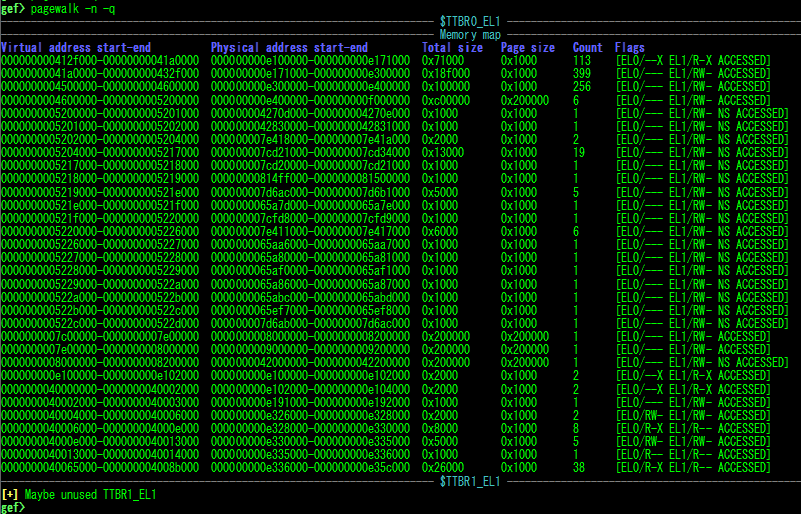 gef> pagewalk -n -q
$TTBR0_EL1
Memory map
Virtual address start-end Physical address start-end Total size Page size Count Flags
000000000412f000-00000000041a0000 000000000e100000-000000000e171000 0x71000 0x1000 113 [EL0/--X EL1/R-X ACCESSED]
00000000041a0000-000000000432f000 000000000e171000-000000000e300000 0x18f000 0x1000 399 [EL0/--- EL1/RW- ACCESSED]
0000000004500000-0000000004600000 000000000e300000-000000000e400000 0x100000 0x1000 256 [EL0/--- EL1/RW- ACCESSED]
0000000004600000-0000000005200000 000000000e400000-000000000f000000 0xc00000 0x200000 6 [EL0/--- EL1/RW- ACCESSED]
0000000005200000-0000000005201000 000000004270d000-000000004270e000 0x1000 0x1000 1 [EL0/--- EL1/RW- NS ACCESSED]
0000000005201000-0000000005202000 0000000042830000-0000000042831000 0x1000 0x1000 1 [EL0/--- EL1/RW- NS ACCESSED]
0000000005202000-0000000005204000 000000007e418000-000000007e41a000 0x2000 0x1000 2 [EL0/--- EL1/RW- NS ACCESSED]
0000000005204000-0000000005217000 000000007cd21000-000000007cd34000 0x13000 0x1000 19 [EL0/--- EL1/RW- NS ACCESSED]
0000000005217000-0000000005218000 000000007cd20000-000000007cd21000 0x1000 0x1000 1 [EL0/--- EL1/RW- NS ACCESSED]
0000000005218000-0000000005219000 00000000814ff000-0000000081500000 0x1000 0x1000 1 [EL0/--- EL1/RW- NS ACCESSED]
0000000005219000-000000000521e000 000000007d6ac000-000000007d6b1000 0x5000 0x1000 5 [EL0/--- EL1/RW- NS ACCESSED]
000000000521e000-000000000521f000 0000000065a7d000-0000000065a7e000 0x1000 0x1000 1 [EL0/--- EL1/RW- NS ACCESSED]
000000000521f000-0000000005220000 000000007cfd8000-000000007cfd9000 0x1000 0x1000 1 [EL0/--- EL1/RW- NS ACCESSED]
0000000005220000-0000000005226000 000000007e411000-000000007e417000 0x6000 0x1000 6 [EL0/--- EL1/RW- NS ACCESSED]
0000000005226000-0000000005227000 0000000065aa6000-0000000065aa7000 0x1000 0x1000 1 [EL0/--- EL1/RW- NS ACCESSED]
0000000005227000-0000000005228000 0000000065a80000-0000000065a81000 0x1000 0x1000 1 [EL0/--- EL1/RW- NS ACCESSED]
0000000005228000-0000000005229000 0000000065af0000-0000000065af1000 0x1000 0x1000 1 [EL0/--- EL1/RW- NS ACCESSED]
0000000005229000-000000000522a000 0000000065a86000-0000000065a87000 0x1000 0x1000 1 [EL0/--- EL1/RW- NS ACCESSED]
000000000522a000-000000000522b000 0000000065abc000-0000000065abd000 0x1000 0x1000 1 [EL0/--- EL1/RW- NS ACCESSED]
000000000522b000-000000000522c000 0000000065ef7000-0000000065ef8000 0x1000 0x1000 1 [EL0/--- EL1/RW- NS ACCESSED]
000000000522c000-000000000522d000 000000007d6ab000-000000007d6ac000 0x1000 0x1000 1 [EL0/--- EL1/RW- NS ACCESSED]
0000000007c00000-0000000007e00000 0000000008000000-0000000008200000 0x200000 0x200000 1 [EL0/--- EL1/RW- ACCESSED]
0000000007e00000-0000000008000000 0000000009000000-0000000009200000 0x200000 0x200000 1 [EL0/--- EL1/RW- ACCESSED]
0000000008000000-0000000008200000 0000000042000000-0000000042200000 0x200000 0x200000 1 [EL0/--- EL1/RW- NS ACCESSED]
000000000e100000-000000000e102000 000000000e100000-000000000e102000 0x2000 0x1000 2 [EL0/--X EL1/R-X ACCESSED]
0000000040000000-0000000040002000 000000000e102000-000000000e104000 0x2000 0x1000 2 [EL0/--X EL1/R-X ACCESSED]
0000000040002000-0000000040003000 000000000e191000-000000000e192000 0x1000 0x1000 1 [EL0/--- EL1/RW- ACCESSED]
0000000040004000-0000000040006000 000000000e326000-000000000e328000 0x2000 0x1000 2 [EL0/RW- EL1/RW- ACCESSED]
0000000040006000-000000004000e000 000000000e328000-000000000e330000 0x8000 0x1000 8 [EL0/R-X EL1/R-- ACCESSED]
000000004000e000-0000000040013000 000000000e330000-000000000e335000 0x5000 0x1000 5 [EL0/RW- EL1/RW- ACCESSED]
0000000040013000-0000000040014000 000000000e335000-000000000e336000 0x1000 0x1000 1 [EL0/R-- EL1/R-- ACCESSED]
0000000040065000-000000004008b000 000000000e336000-000000000e35c000 0x26000 0x1000 38 [EL0/R-X EL1/R-- ACCESSED]
$TTBR1_EL1
[+] Maybe unused TTBR1_EL1
gef>